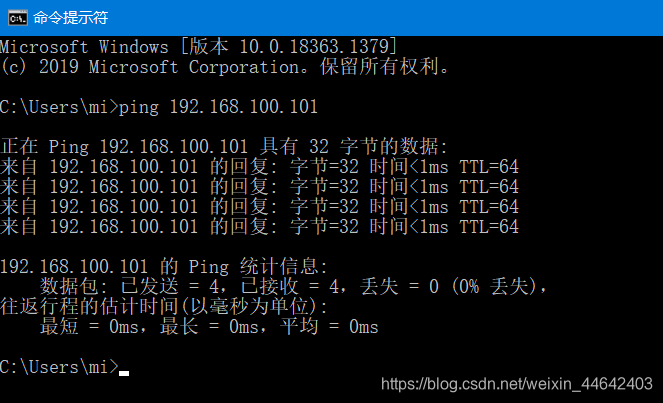 命令提示符
Microsoft Windows [版本 10.0.18363.1379]
(c) 2019 Microsoft Corporation。保留所有权利。
C:\Users\mi>ping 192.168.100.101
正在 Ping 192.168.100.101 具有 32 字节的数据:
来自 192.168.100.101 的回复: 字节=32 时间<1ms TTL=64
来自 192.168.100.101 的回复: 字节=32 时间<1ms TTL=64
来自 192.168.100.101 的回复: 字节=32 时间<1ms TTL=64
来自 192.168.100.101 的回复: 字节=32 时间<1ms TTL=64
192.168.100.101 的 Ping 统计信息:
数据包: 已发送 = 4，已接收 = 4，丢失 = 0 (0% 丢失)，
往返行程的估计时间(以毫秒为单位):
最短 = 0ms，最长 = 0ms，平均 = 0ms
C:\Users\mi>
https://blog.csdn.net/weixin_44642403